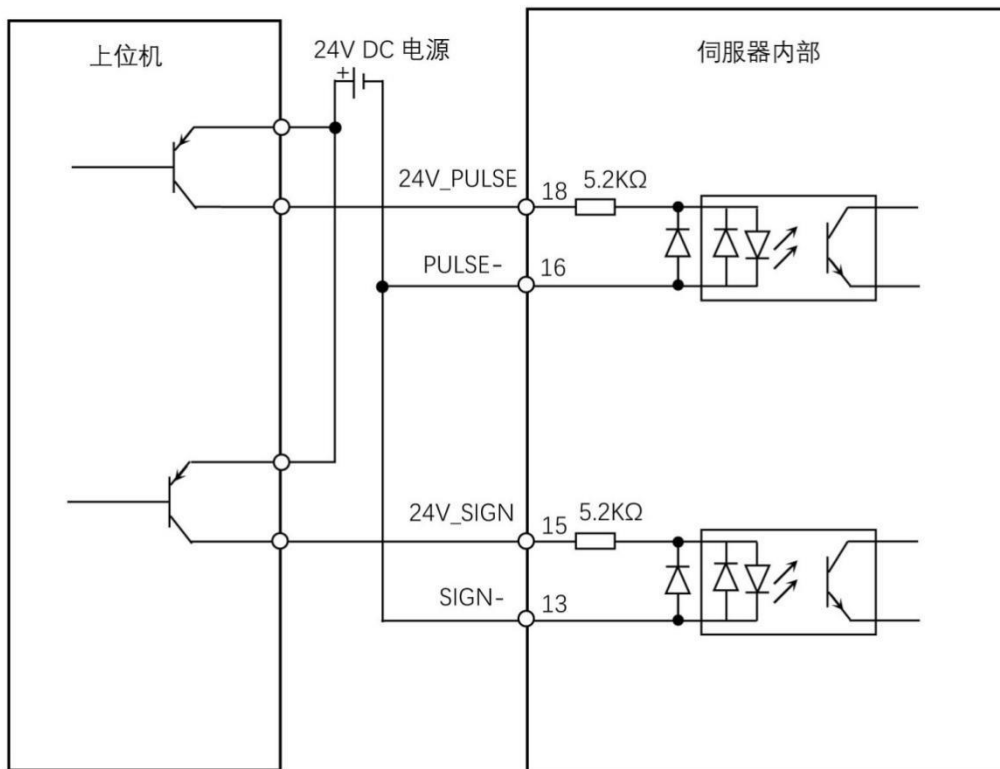 上位机
24V DC 电源
+
伺服器内部
24V_PULSE
18
5.2KΩ
PULSE-
16
24V_SIGN
15
5.2KΩ
SIGN-
13